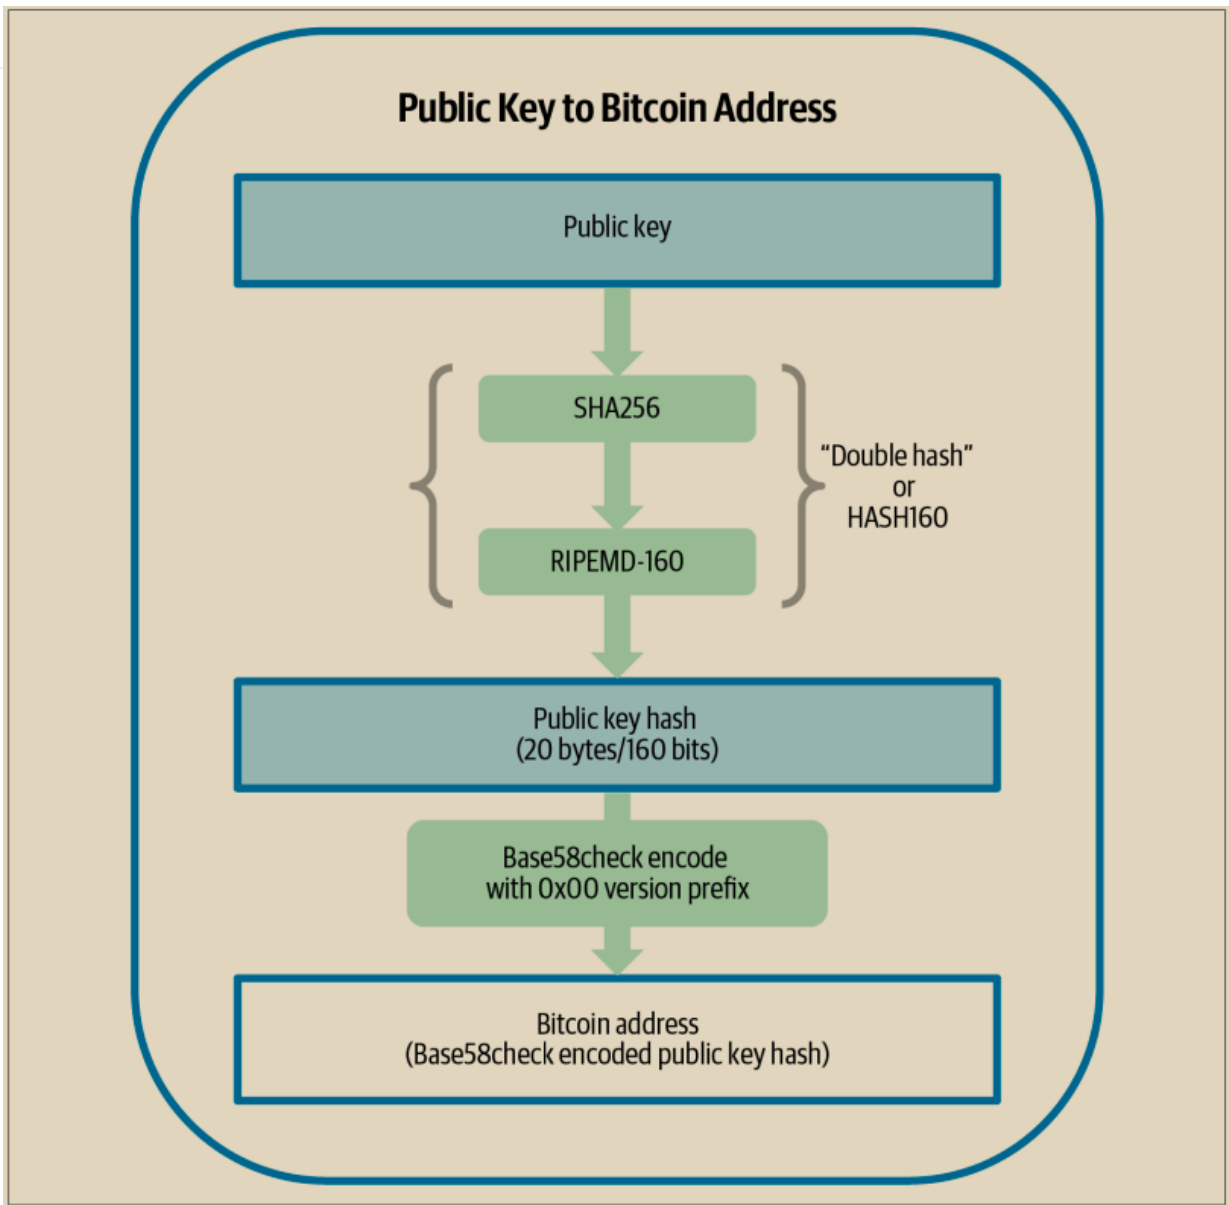 Public Key to Bitcoin Address
Public key
SHA256
“Double hash”
or
HASH160
RIPEMD-160
Public key hash
(20 bytes/160 bits)
Base58check encode
with 0x00 version prefix
Bitcoin address
(Base58check encoded public key hash)